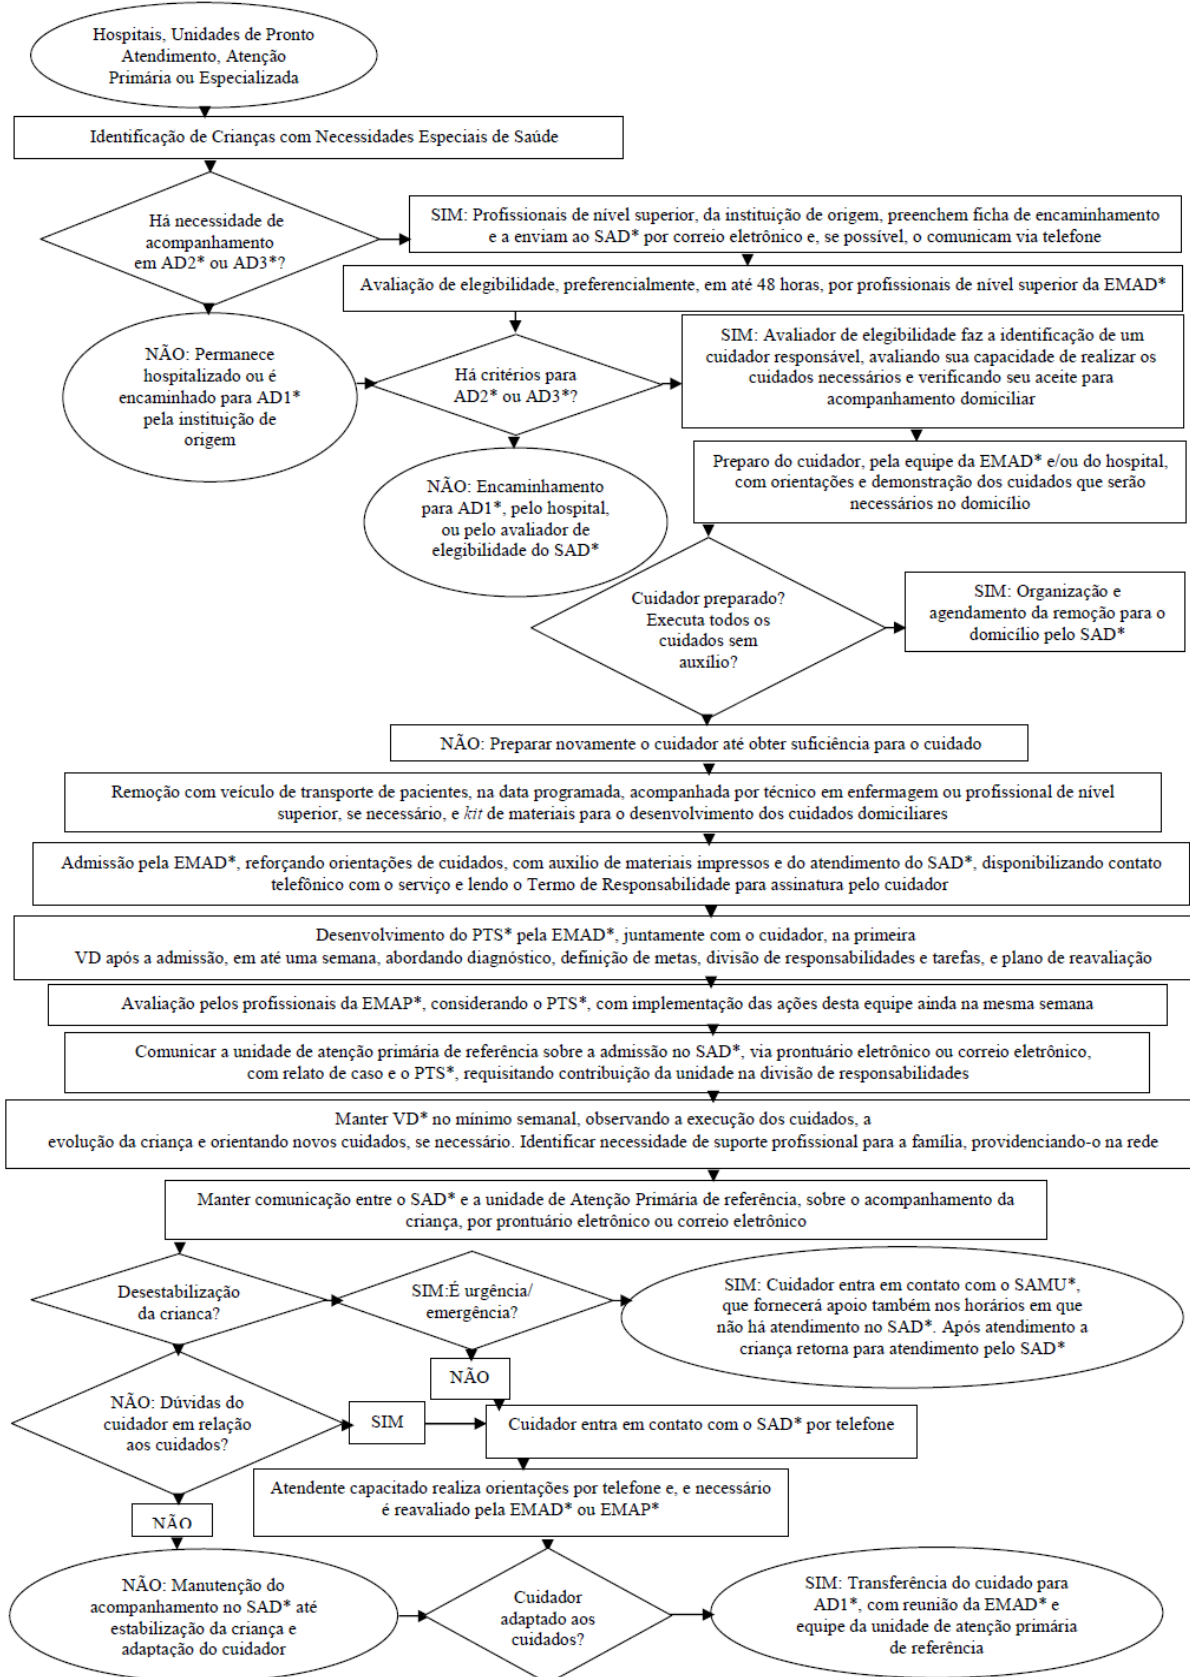 Hospitais, Unidades de Pronto
Atendimento, Atenção
Primária ou Especializada
Identificação de Crianças com Necessidades Especiais de Saúde
Há necessidade de
acompanhamento
em AD2* ou AD3*?
SIM: Profissionais de nível superior, da instituição de origem, preenchem ficha de encaminhamento
e a enviam ao SAD* por correio eletrônico e, se possível, o comunicam via telefone
Avaliação de elegibilidade, preferencialmente, em até 48 horas, por profissionais de nível superior da EMAD*
NÃO: Permanece
hospitalizado ou é
encaminhado para AD1*
pela instituição de
origem
Há critérios para
AD2* ou AD3*?
SIM: Avaliador de elegibilidade faz a identificação de um
cuidador responsável, avaliando sua capacidade de realizar os
cuidados necessários e verificando seu aceite para
acompanhamento domiciliar
NÃO: Encaminhamento
para AD1*, pelo hospital,
ou pelo avaliador de
elegibilidade do SAD*
Preparo do cuidador, pela equipe da EMAD* e/ou do hospital,
com orientações e demonstração dos cuidados que serão
necessários no domicílio
Cuidador preparado?
Executa todos os
cuidados sem
auxílio?
SIM: Organização e
agendamento da remoção para o
domicílio pelo SAD*
NÃO: Preparar novamente o cuidador até obter suficiência para o cuidado
Remoção com veículo de transporte de pacientes, na data programada, acompanhada por técnico em enfermagem ou profissional de nível
superior, se necessário, e kit de materiais para o desenvolvimento dos cuidados domiciliares
Admissão pela EMAD*, reforçando orientações de cuidados, com auxilio de materiais impressos e do atendimento do SAD*, disponibilizando contato
telefônico com o serviço e lendo o Termo de Responsabilidade para assinatura pelo cuidador
Desenvolvimento do PTS* pela EMAD*, juntamente com o cuidador, na primeira
VD após a admissão, em até uma semana, abordando diagnóstico, definição de metas, divisão de responsabilidades e tarefas, e plano de reavaliação
Avaliação pelos profissionais da EMAP*, considerando o PTS*, com implementação das ações desta equipe ainda na mesma semana
Comunicar a unidade de atenção primária de referência sobre a admissão no SAD*, via prontuário eletrônico ou correio eletrônico,
com relato de caso e o PTS*, requisitando contribuição da unidade na divisão de responsabilidades
Manter VD* no mínimo semanal, observando a execução dos cuidados, a
evolução da criança e orientando novos cuidados, se necessário. Identificar necessidade de suporte profissional para a família, providenciando-o na rede
Manter comunicação entre o SAD* e a unidade de Atenção Primária de referência, sobre o acompanhamento da
criança, por prontuário eletrônico ou correio eletrônico
Desestabilização
da crianca?
SIM:É urgência/
emergência?
SIM: Cuidador entra em contato com o SAMU*,
que fornecerá apoio também nos horários em que
não há atendimento no SAD*. Após atendimento a
criança retorna para atendimento pelo SAD*
NÃO
NÃO: Dúvidas do
cuidador em relação
aos cuidados?
SIM
Cuidador entra em contato com o SAD* por telefone
Atendente capacitado realiza orientações por telefone e, e necessário
é reavaliado pela EMAD* ou EMAP*
NÃO
NÃO: Manutenção do
acompanhamento no SAD* até
estabilização da criança e
adaptação do cuidador
Cuidador
adaptado aos
cuidados?
SIM: Transferência do cuidado para
AD1*, com reunião da EMAD* e
equipe da unidade de atenção primária
de referência